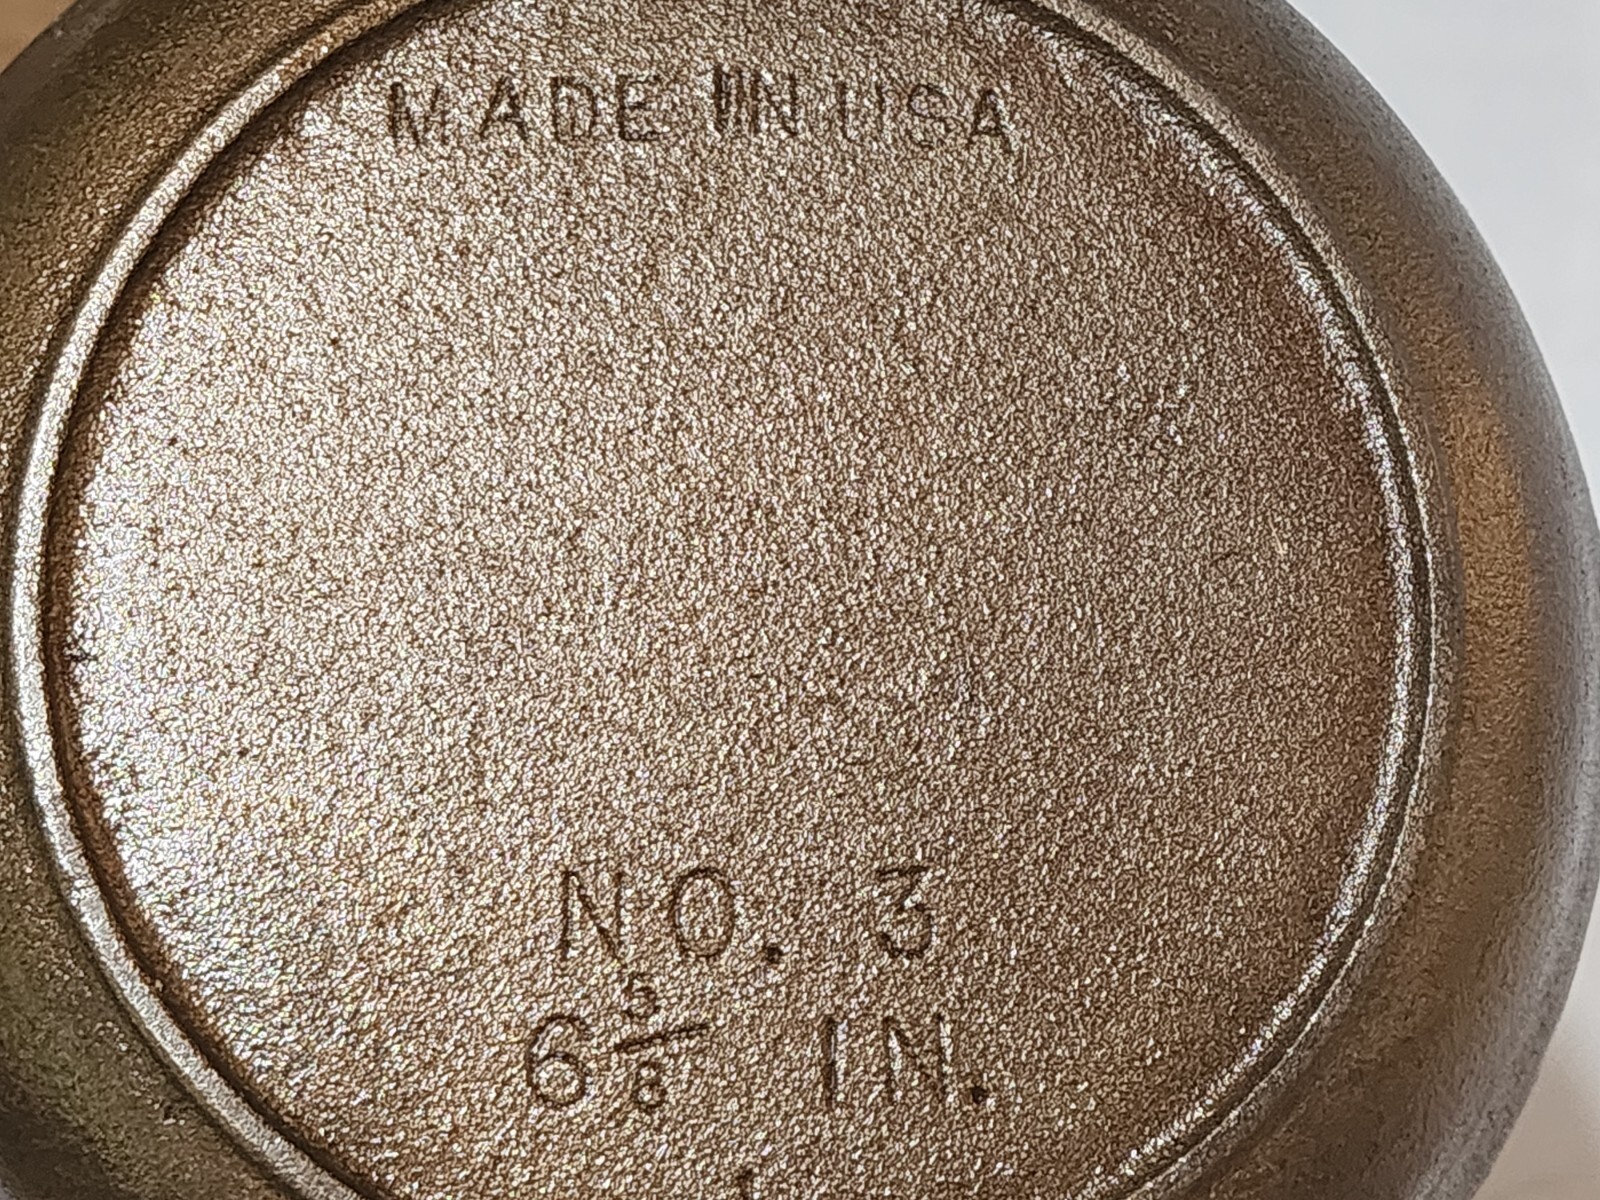 MADE IN USA
NO. 3
6 5/8 IN.